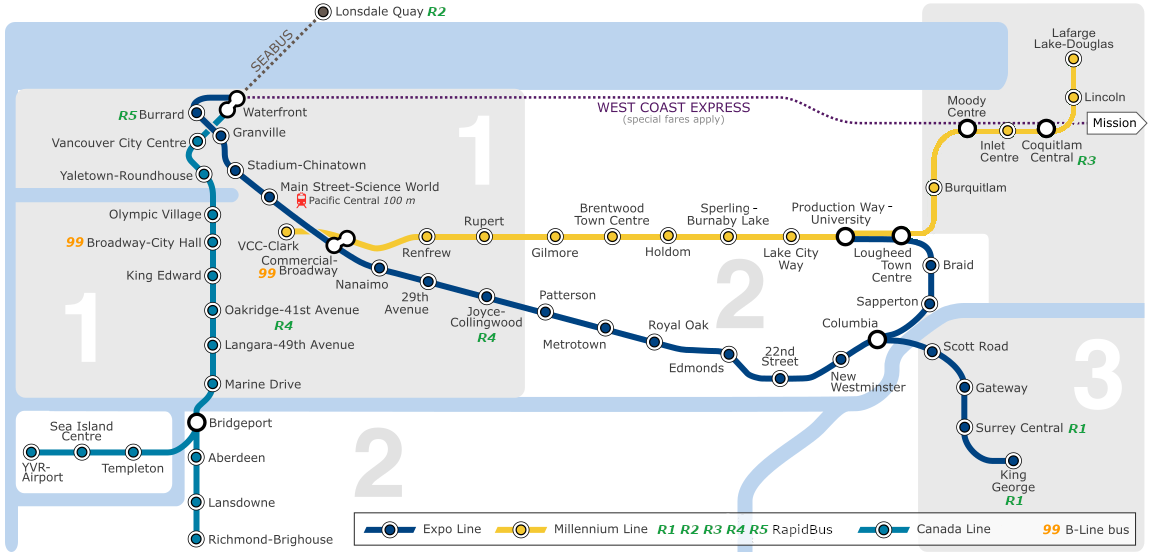 Lonsdale Quay R2
SEABUS
Lafarge
Lake-Douglas
Lincoln
Moody
Centre
Mission
Inlet
Centre
Coquitlam
Central
R3
WEST COAST EXPRESS
(special fares apply)
R5 Burrard
Waterfront
1
Granville
Vancouver City Centre
Stadium-Chinatown
Yaletown-Roundhouse
Main Street-Science World
Pacific Central 100 m
Burquitlam
Olympic Village
99 Broadway-City Hall
VCC-Clark
Commercial-
Broadway
99
Renfrew
Rupert
Gilmore
Brentwood
Town Centre
Holdom
Sperling -
Burnaby Lake
Lake City
Way
Production Way -
University
Lougheed
Town
Centre
Braid
King Edward
Nanaimo
29th
Avenue
2
Sapperton
Oakridge-41st Avenue
R4
Joyce-
Collingwood
R4
Patterson
Metrotown
Royal Oak
Edmonds
22nd
Street
New
Westminster
Columbia
1
Langara-49th Avenue
Scott Road
3
Marine Drive
Gateway
Bridgeport
Surrey Central R1
Sea Island
Centre
YVR-
Airport
Templeton
Aberdeen
2
King
George
R1
Lansdowne
Richmond-Brighouse
Expo Line
Millennium Line
R1 R2 R3 R4 R5 RapidBus
Canada Line
99 B-Line bus